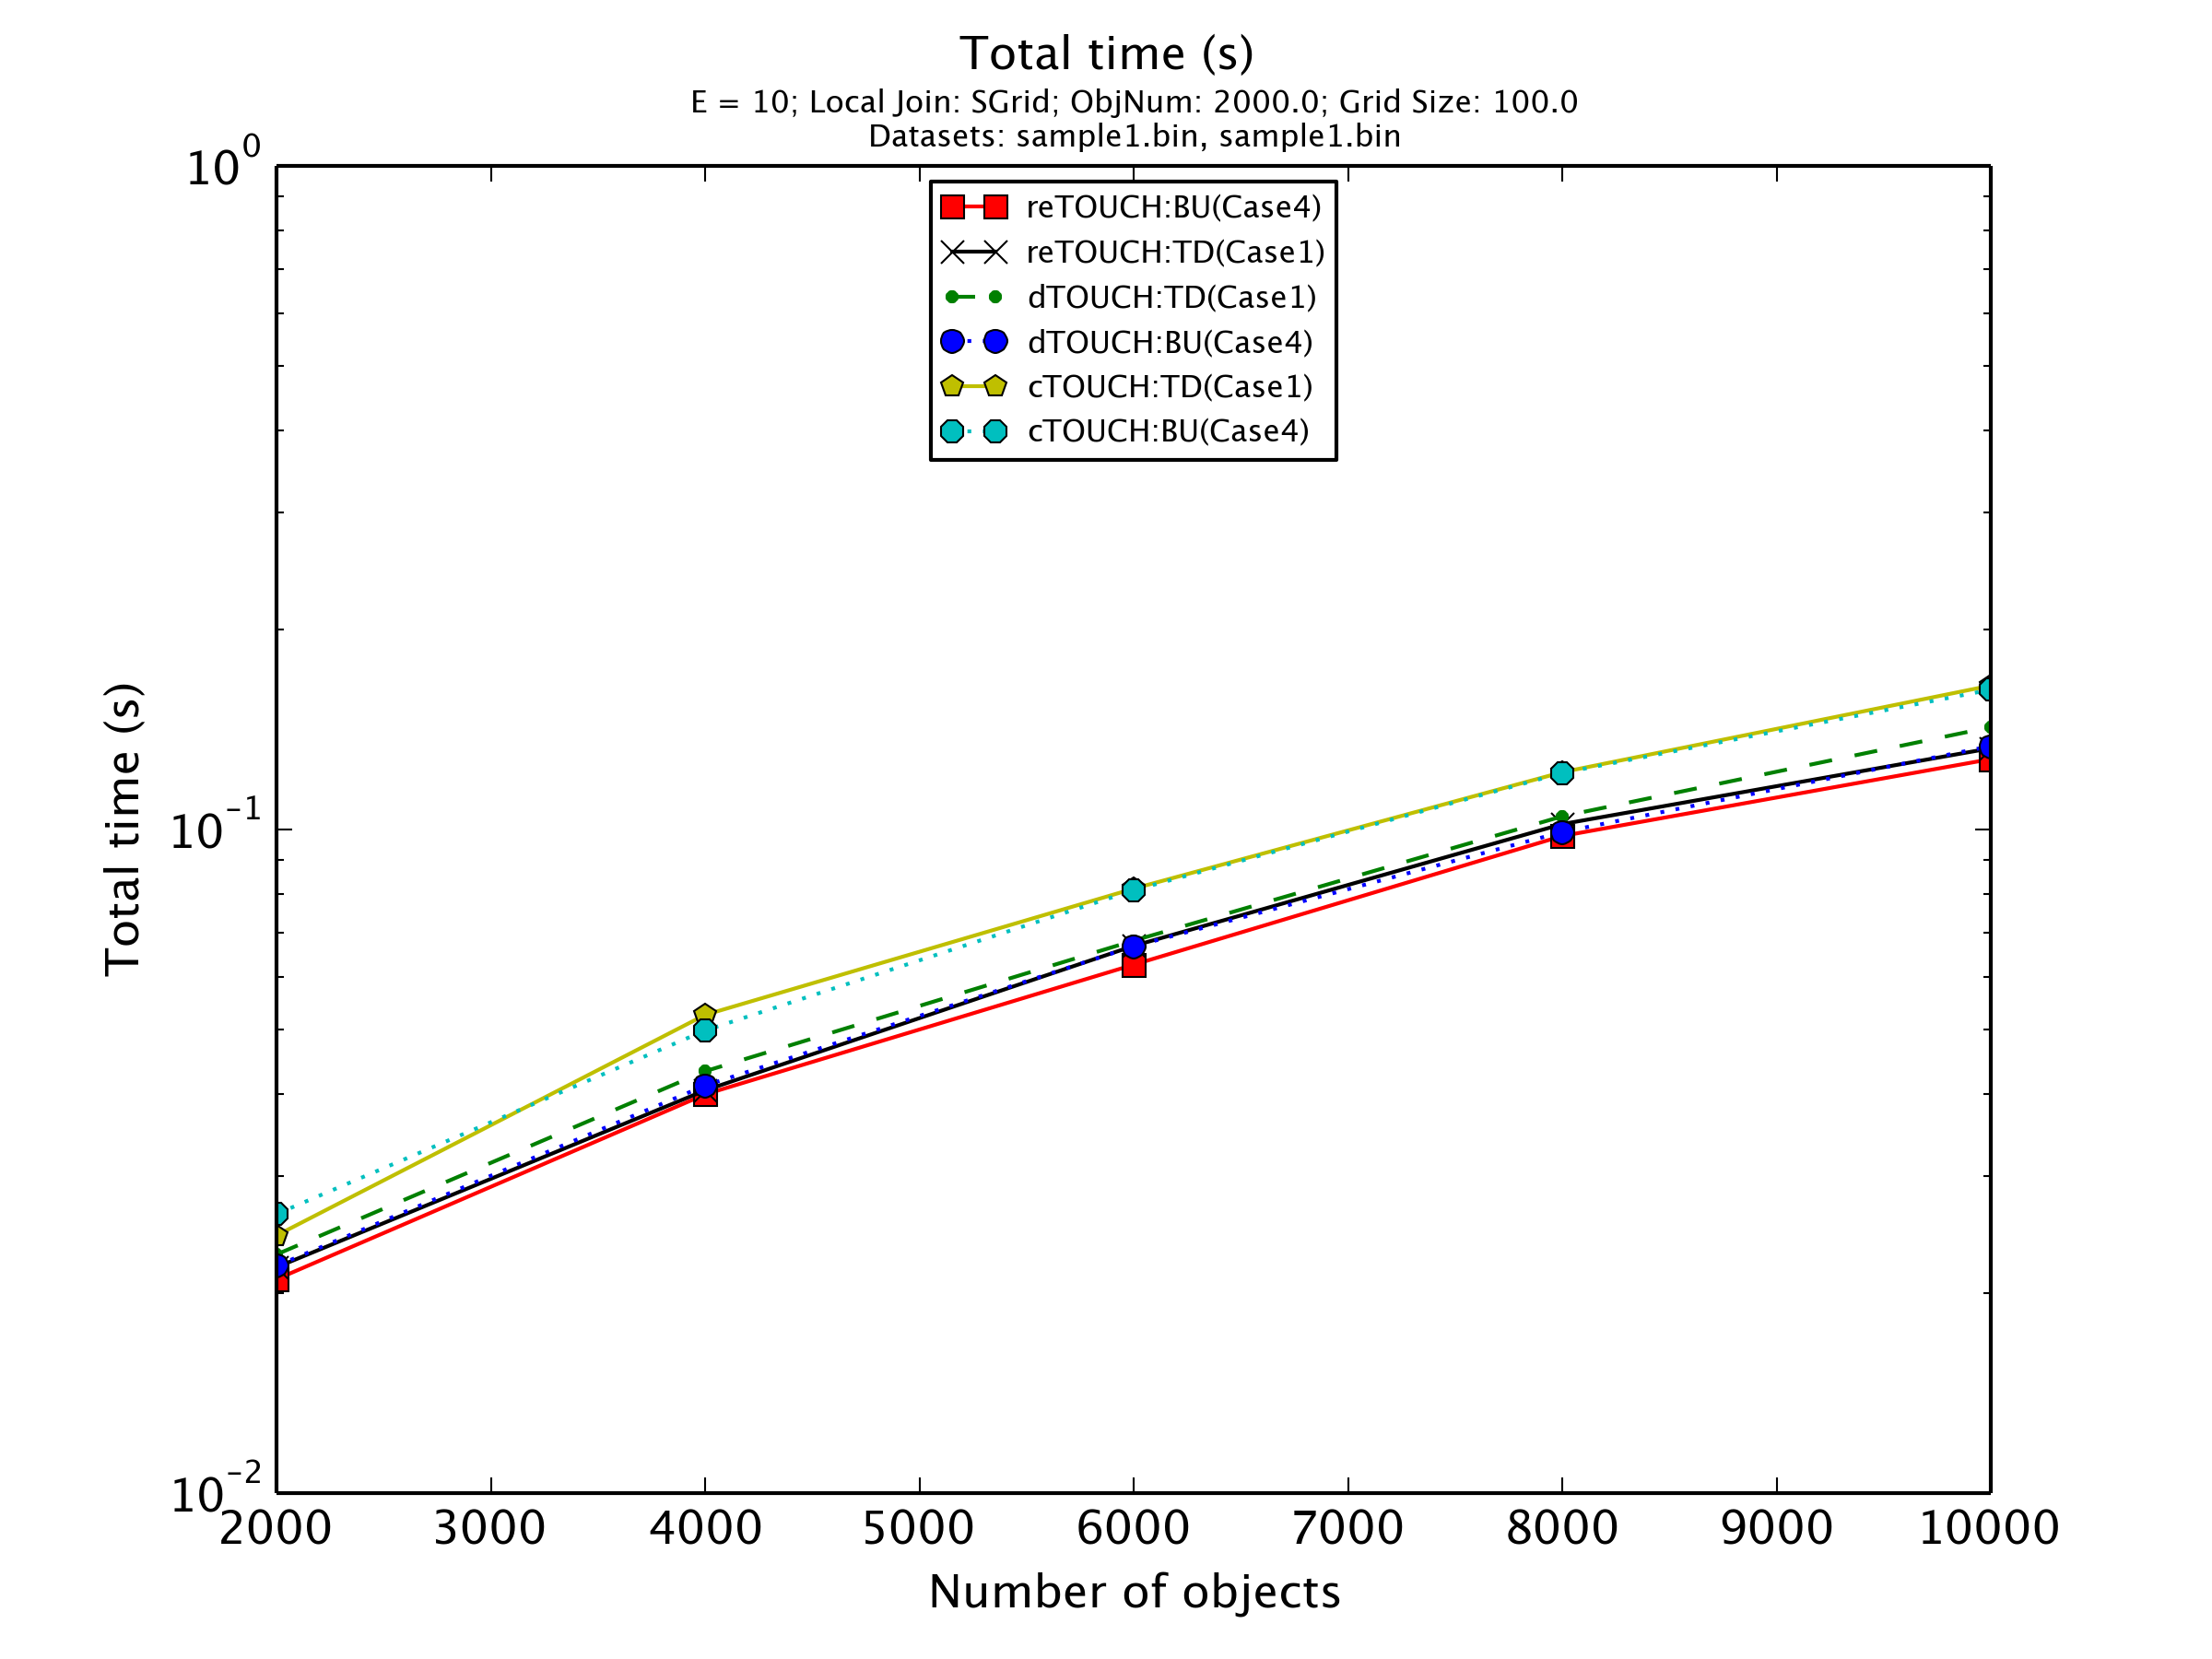 Total time (s)
E = 10; Local Join: SGrid; ObjNum: 2000.0; Grid Size: 100.0
Datasets: sample1.bin, sample1.bin
10^0
reTOUCH:BU(Case4)
reTOUCH:TD(Case1)
dTOUCH:TD(Case1)
dTOUCH:BU(Case4)
cTOUCH:TD(Case1)
cTOUCH:BU(Case4)
Total time (s)
10^-1
10^-2
2000 3000 4000 5000 6000 7000 8000 9000 10000
Number of objects